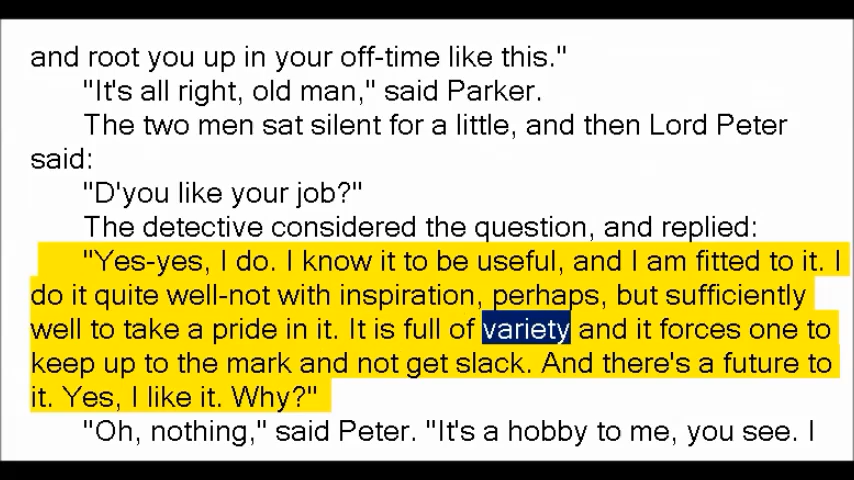 and root you up in your off-time like this."
"It's all right, old man," said Parker.
The two men sat silent for a little, and then Lord Peter
said:
"D'you like your job?"
The detective considered the question, and replied:
"Yes-yes, I do. I know it to be useful, and I am fitted to it. I
do it quite well-not with inspiration, perhaps, but sufficiently
well to take a pride in it. It is full of variety and it forces one to
keep up to the mark and not get slack. And there's a future to
it. Yes, I like it. Why?"
"Oh, nothing," said Peter. "It's a hobby to me, you see. I